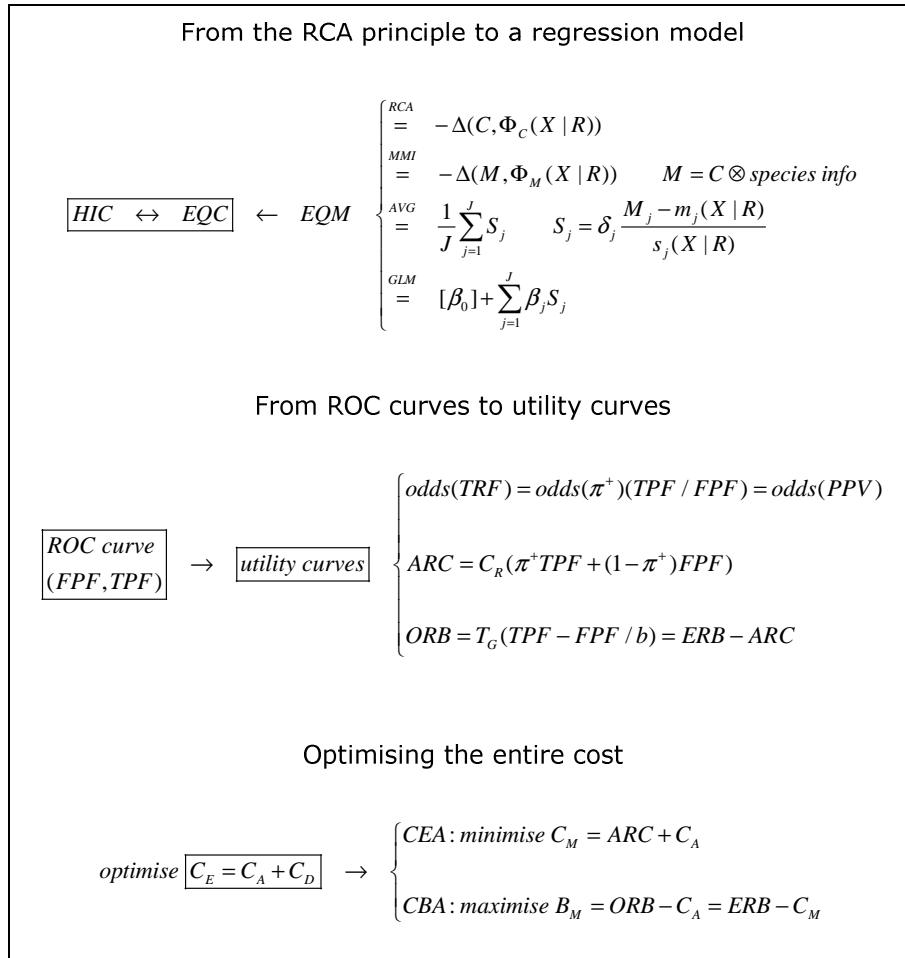 From the RCA principle to a regression model
RCA
= −Δ(C, Φ_C(X | R))
MMI
= −Δ(M, Φ_M(X | R))   M = C ⊗ species info
HIC ↔ EQC ← EQM
AVG
= 1/J ∑_{j=1}^{J} S_j   S_j = δ_j (M_j − m_j(X | R)) / s_j(X | R)
GLM
= [β_0] + ∑_{j=1}^{J} β_j S_j
From ROC curves to utility curves
odds(TRF) = odds(π⁺)(TPF / FPF) = odds(PPV)
ROC curve
(FPF, TPF) → utility curves
ARC = C_R(π⁺TPF + (1−π⁺)FPF)
ORB = T_G(TPF − FPF / b) = ERB − ARC
Optimising the entire cost
CEA : minimise C_M = ARC + C_A
optimise C_E = C_A + C_D →
CBA : maximise B_M = ORB − C_A = ERB − C_M